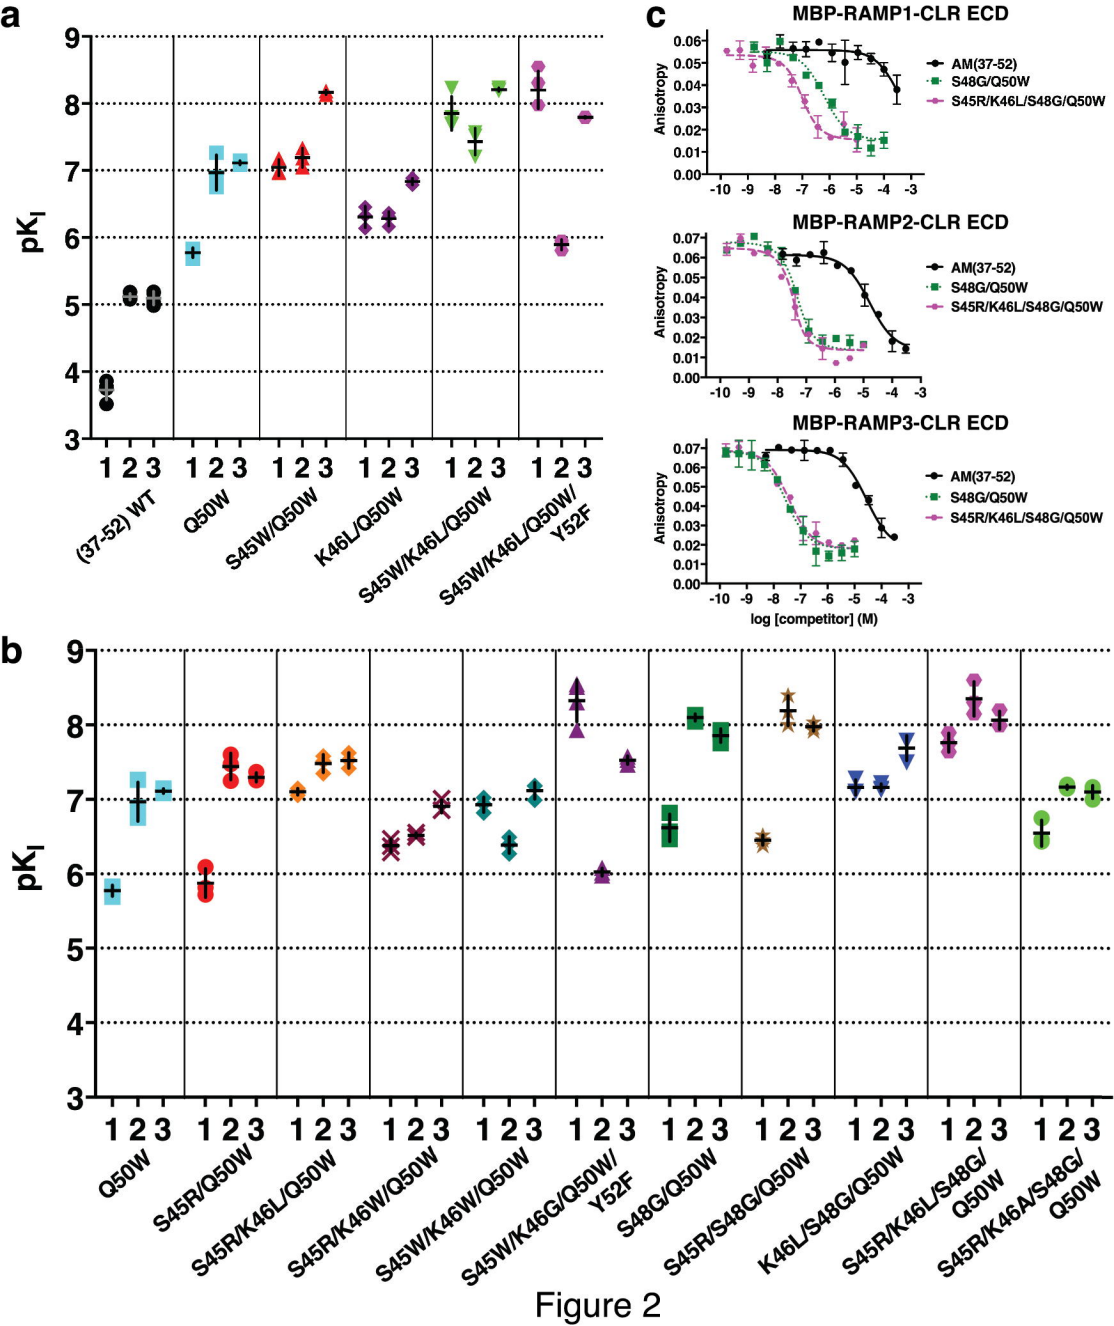 a
9
8
7
6
5
4
3
pKI
1 2 3 1 2 3 1 2 3 1 2 3 1 2 3 1 2 3
(37-52) WT
Q50W
S45W/Q50W
K46L/Q50W
S45W/K46L/Q50W
S45W/K46L/Q50W/
Y52F
c
MBP-RAMP1-CLR ECD
0.06
0.05
0.04
0.03
0.02
0.01
0.00
Anisotropy
-10 -9 -8 -7 -6 -5 -4 -3
AM(37-52)
S48G/Q50W
S45R/K46L/S48G/Q50W
MBP-RAMP2-CLR ECD
0.07
0.06
0.05
0.04
0.03
0.02
0.01
0.00
Anisotropy
-10 -9 -8 -7 -6 -5 -4 -3
AM(37-52)
S48G/Q50W
S45R/K46L/S48G/Q50W
MBP-RAMP3-CLR ECD
0.07
0.06
0.05
0.04
0.03
0.02
0.01
0.00
Anisotropy
-10 -9 -8 -7 -6 -5 -4 -3
log [competitor] (M)
AM(37-52)
S48G/Q50W
S45R/K46L/S48G/Q50W
b
9
8
7
6
5
4
3
pKI
1 2 3 1 2 3 1 2 3 1 2 3 1 2 3 1 2 3 1 2 3 1 2 3 1 2 3 1 2 3 1 2 3
Q50W
S45R/Q50W
S45R/K46L/Q50W
S45R/K46W/Q50W
S45W/K46W/Q50W
S45W/K46G/Q50W/
Y52F
S48G/Q50W
S45R/S48G/Q50W
K46L/S48G/Q50W
S45R/K46L/S48G/
Q50W
S45R/K46A/S48G/
Q50W
Figure 2